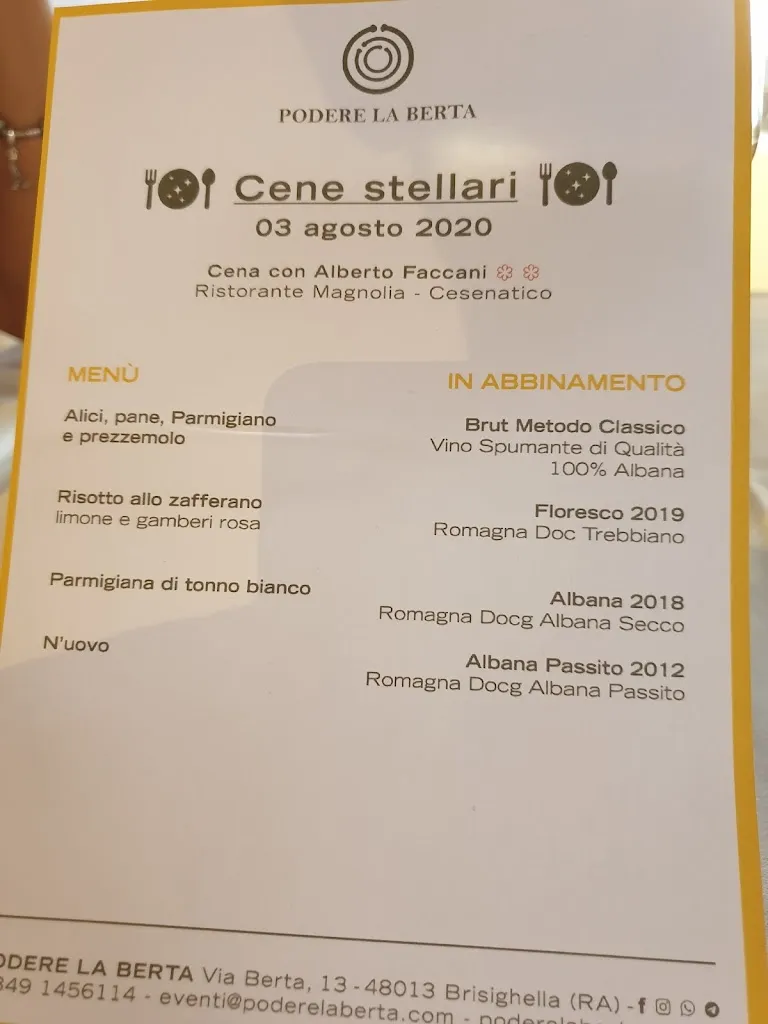 PODERE LA BERTA
Cene stellari
03 agosto 2020
Cena con Alberto Faccani
Ristorante Magnolia - Cesenatico
MENÙ
Alici, pane, Parmigiano
e prezzemolo
Risotto allo zafferano
limone e gamberi rosa
Parmigiana di tonno bianco
N'uovo
IN ABBINAMENTO
Brut Metodo Classico
Vino Spumante di Qualità
100% Albana
Floresco 2019
Romagna Doc Trebbiano
Albana 2018
Romagna Docg Albana Secco
Albana Passito 2012
Romagna Docg Albana Passito
PODERE LA BERTA Via Berta, 13 - 48013 Brisighella (RA) -
349 1456114 - eventi@poderelaberta.com -